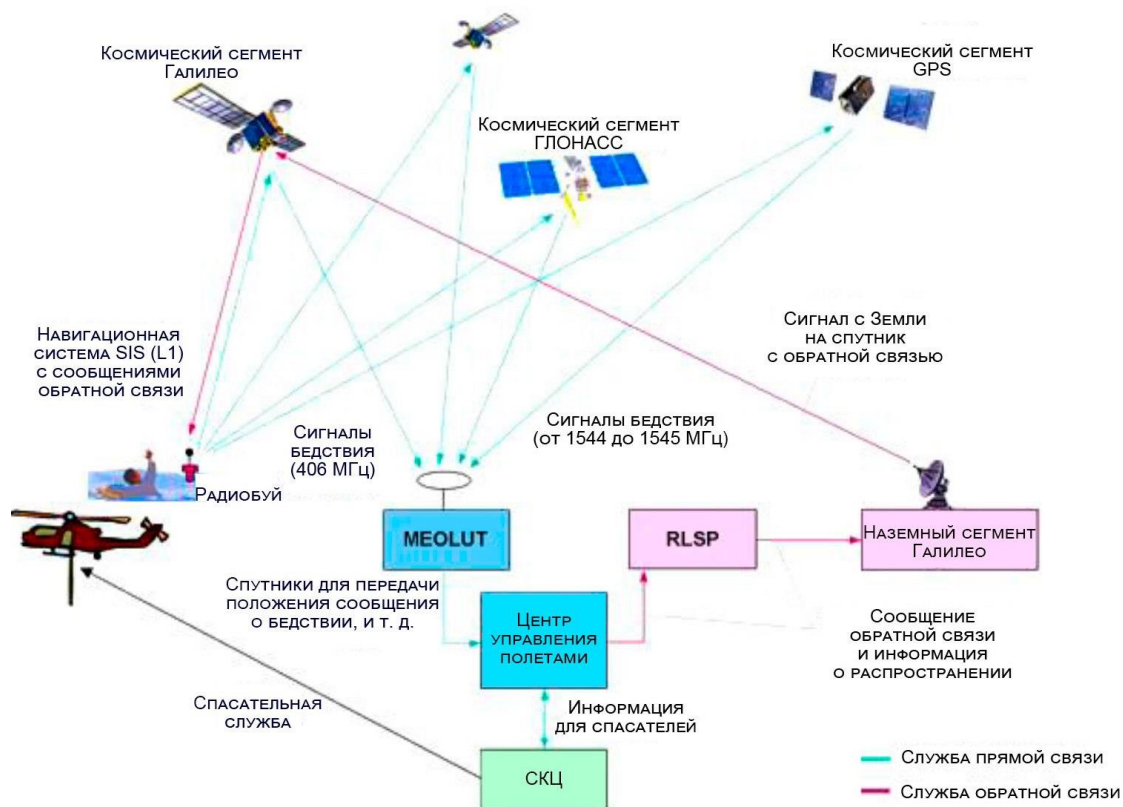 Космический сегмент
Галилео
Космический сегмент
GPS
Космический сегмент
ГЛОНАСС
Навигационная
система SIS (L1)
с сообщениями
обратной связи
Сигнал с Земли
на спутник
с обратной связью
Сигналы
бедствия
(406 МГц)
Сигналы бедствия
(от 1544 до 1545 МГц)
Радиобуй
MEOLUT
RLSP
Наземный сегмент
Галилео
Спутники для передачи
положения сообщения
о бедствии, и т. д.
Центр
управления
полетами
Сообщение
обратной связи
и информация
о распространении
Спасательная
служба
Информация
для спасателей
СКЦ
Служба прямой связи
Служба обратной связи